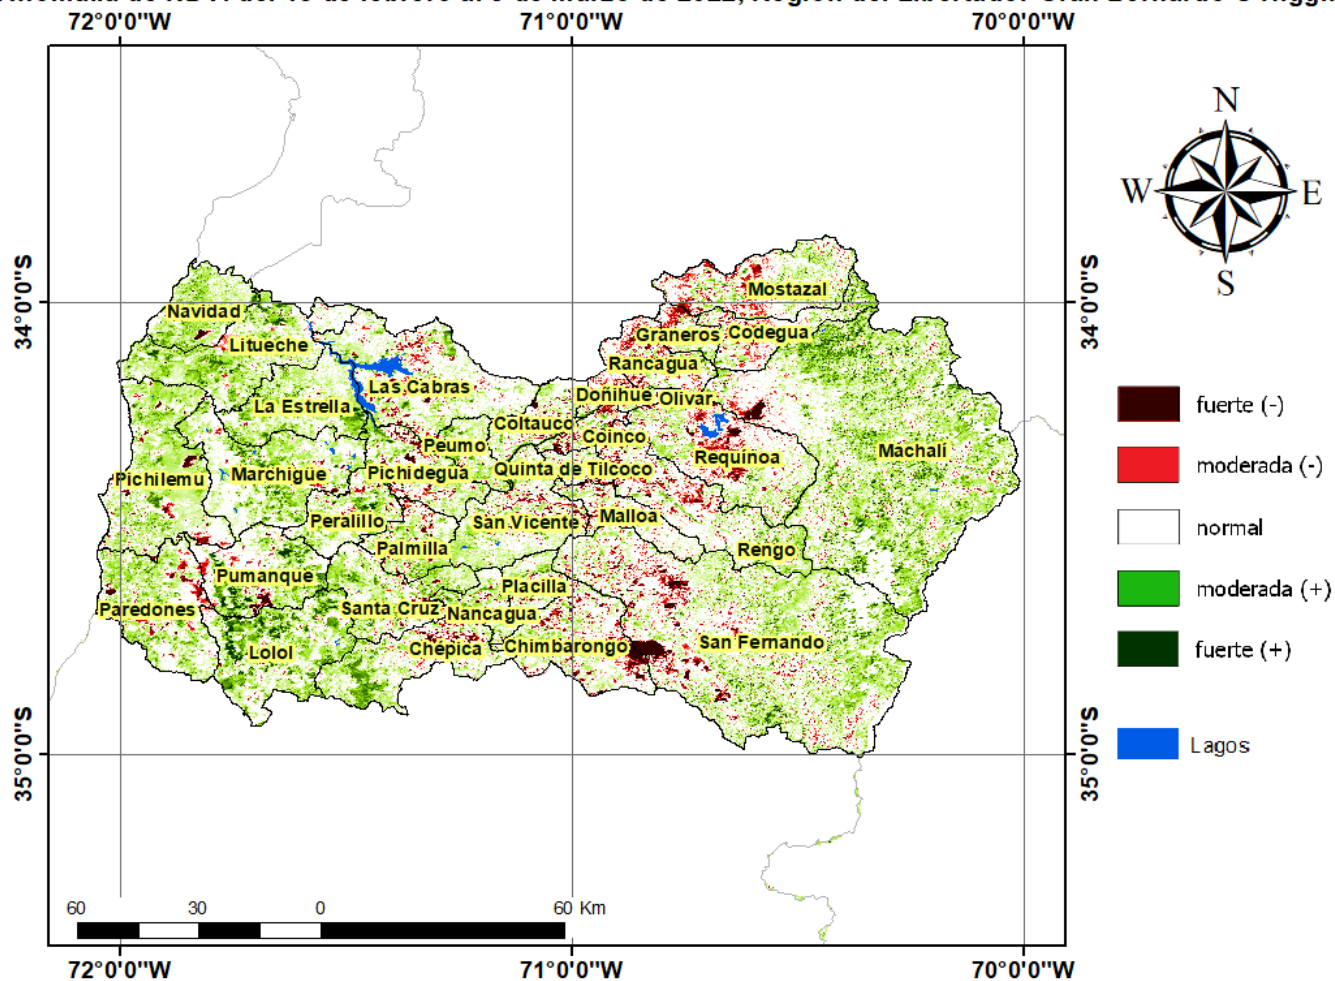 72°0'0"W 71°0'0"W 70°0'0"W
N
W E
S
34°0'0"S 34°0'0"S
Mostazal
Navidad
Graneros Codegua
Litueche
Rancagua
Las Cabras
Doñihue Olivar
La Estrella
Coltauco
Coinco
Peumo
Machalí
Requínoa
Pichidegua Quinta de Tilcoco
Marchigüe
Pichilemu
San Vicente Malloa
Peralillo
Palmilla Rengo
Pumanque
Placilla
Paredones Santa Cruz Nancagua
San Fernando
Lolol Chépica Chimbarongo
35°0'0"S 35°0'0"S
60 30 0 60 Km
72°0'0"W 71°0'0"W 70°0'0"W
fuerte (-)
moderada (-)
normal
moderada (+)
fuerte (+)
Lagos